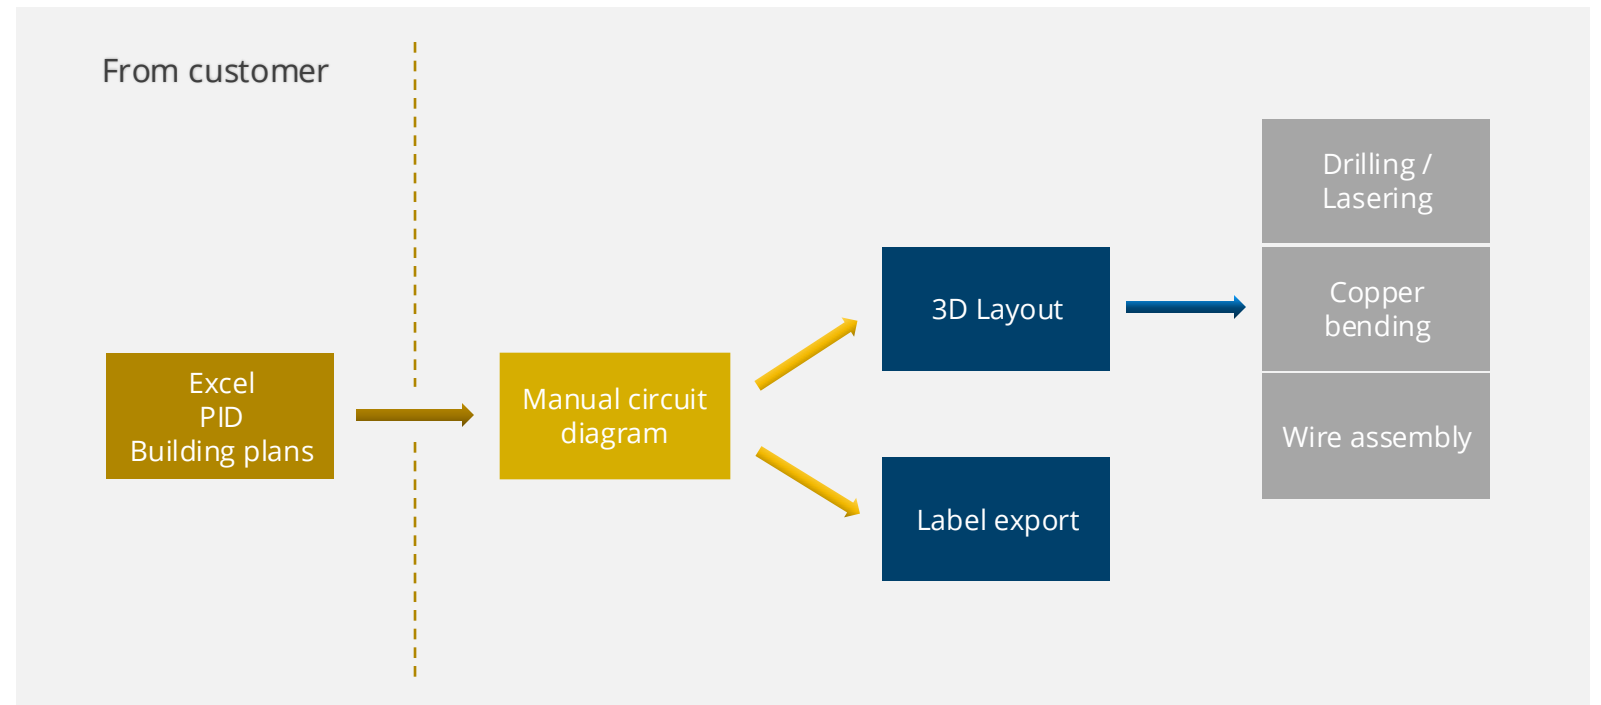 From customer
Excel
PID
Building plans
Manual circuit
diagram
3D Layout
Label export
Drilling /
Lasering
Copper
bending
Wire assembly